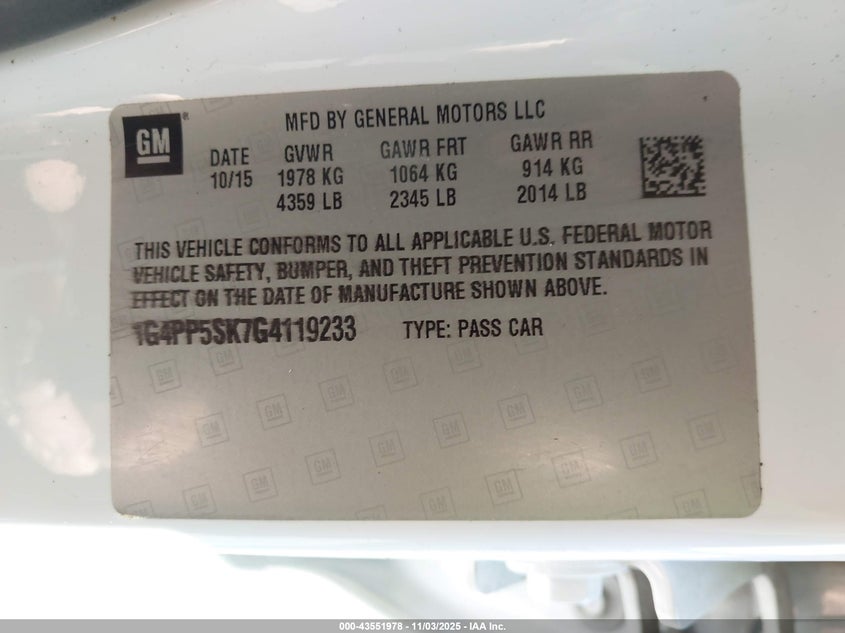 GM
MFD BY GENERAL MOTORS LLC
DATE GVWR GAWR FRT GAWR RR
10/15 1978 KG 1064 KG 914 KG
4359 LB 2345 LB 2014 LB
THIS VEHICLE CONFORMS TO ALL APPLICABLE U.S. FEDERAL MOTOR
VEHICLE SAFETY, BUMPER, AND THEFT PREVENTION STANDARDS IN
EFFECT ON THE DATE OF MANUFACTURE SHOWN ABOVE.
1G4PP5SK7G4119233 TYPE: PASS CAR
000-43551978 - 11/03/2025 - IAA Inc.